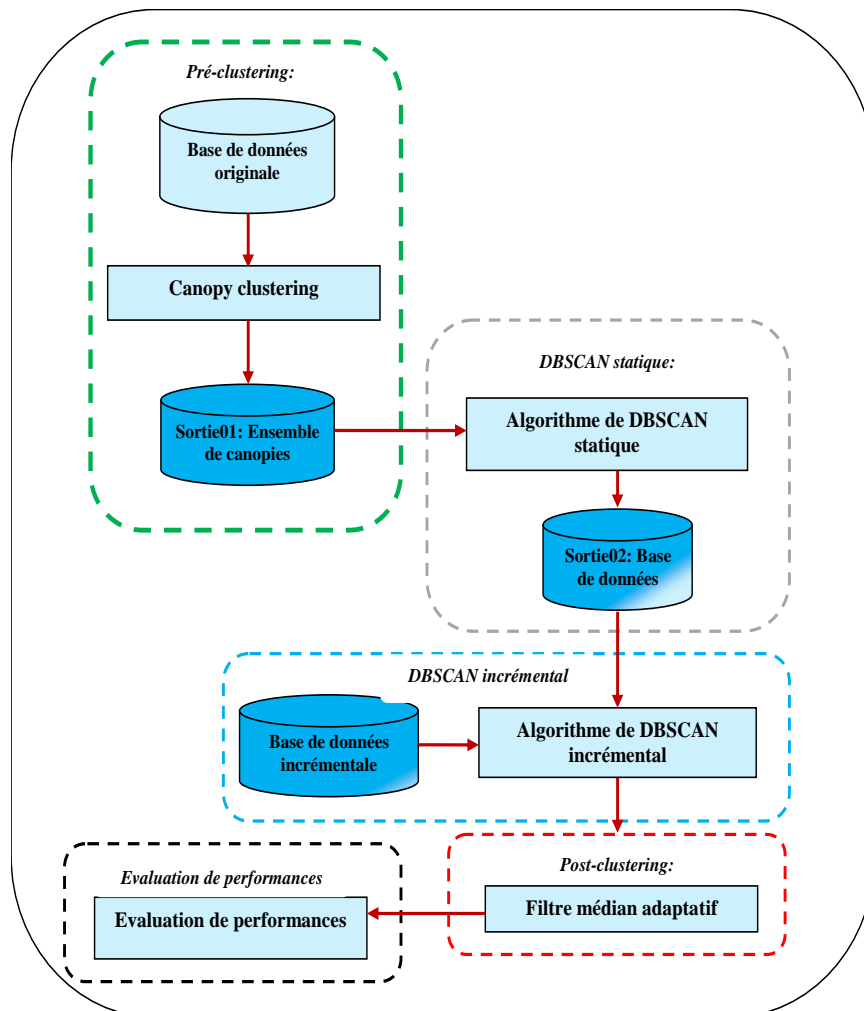 Pré-clustering:
Base de données
originale
Canopy clustering
Sortie01: Ensemble
de canopies
DBSCAN statique:
Algorithme de DBSCAN
statique
Sortie02: Base
de données
DBSCAN incrémental
Base de données
incrémentale
Algorithme de DBSCAN
incrémental
Post-clustering:
Filtre médian adaptatif
Evaluation de performances
Evaluation de performances